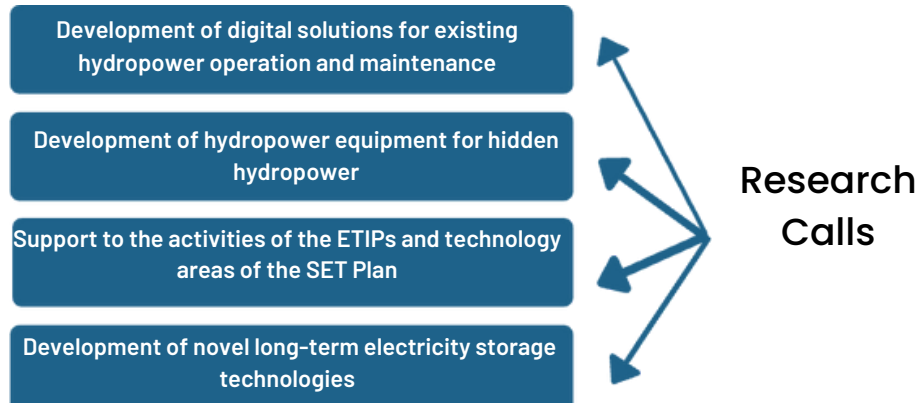 Development of digital solutions for existing
hydropower operation and maintenance
Development of hydropower equipment for hidden
hydropower
Support to the activities of the ETIPs and technology
areas of the SET Plan
Development of novel long-term electricity storage
technologies
Research
Calls